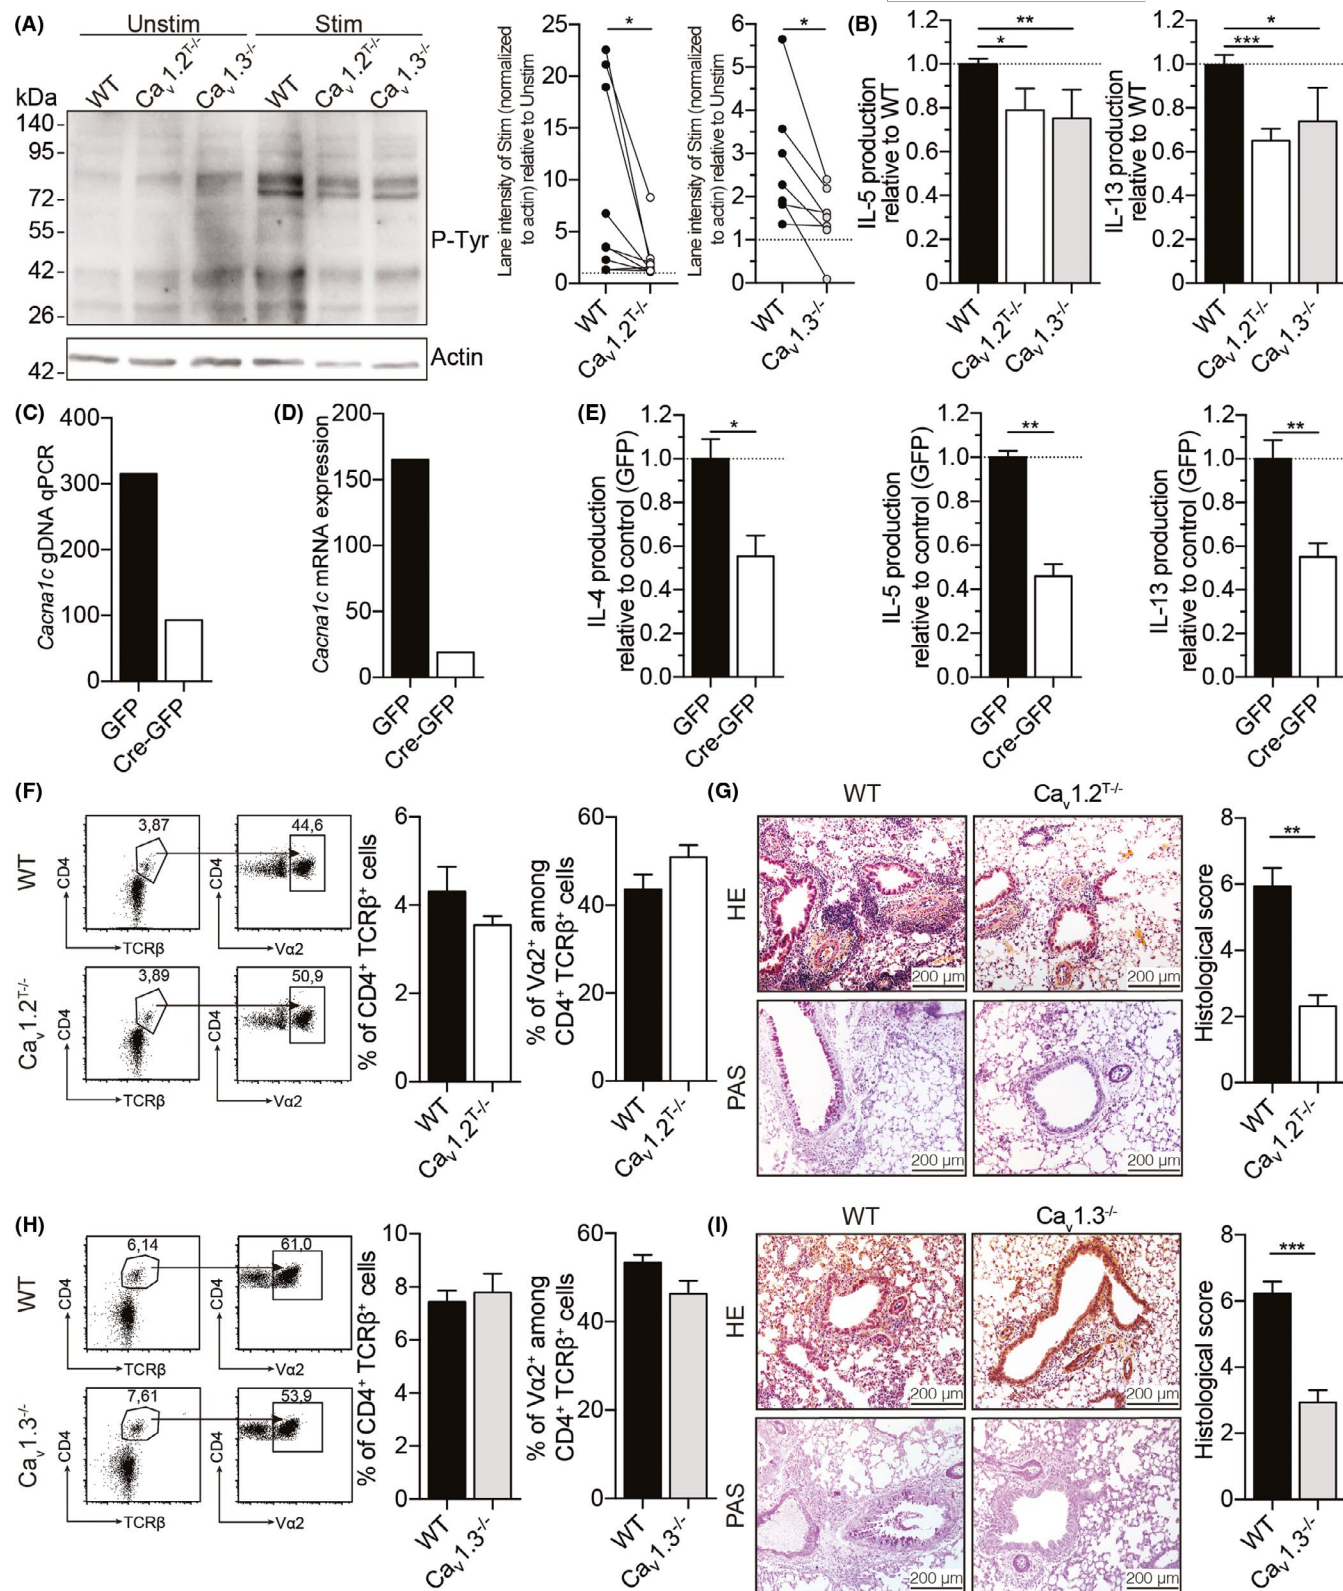 (A)
Unstim
Stim
WT
Cav1.2T-/-
Cav1.3-/-
WT
Cav1.2T-/-
Cav1.3-/-
kDa
140
95
72
55
42
26
P-Tyr
42
Actin
Lane intensity of Stim (normalized
to actin) relative to Unstim
25
20
15
10
5
0
*
WT
Cav1.2T-/-
Lane intensity of Stim (normalized
to actin) relative to Unstim
6
5
4
3
2
1
0
*
WT
Cav1.3-/-
(B)
IL-5 production
relative to WT
1.2
1.0
0.8
0.6
0.4
0.2
0
**
*
WT
Cav1.2T-/-
Cav1.3-/-
IL-13 production
relative to WT
1.2
1.0
0.8
0.6
0.4
0.2
0
*
***
WT
Cav1.2T-/-
Cav1.3-/-
(C)
Cacna1c gDNA qPCR
400
300
200
100
0
GFP
Cre-GFP
(D)
Cacna1c mRNA expression
200
150
100
50
0
GFP
Cre-GFP
(E)
IL-4 production
relative to control (GFP)
1.2
1.0
0.8
0.6
0.4
0.2
0.0
*
GFP
Cre-GFP
IL-5 production
relative to control (GFP)
1.2
1.0
0.8
0.6
0.4
0.2
0.0
**
GFP
Cre-GFP
IL-13 production
relative to control (GFP)
1.2
1.0
0.8
0.6
0.4
0.2
0.0
**
GFP
Cre-GFP
(F)
WT
CD4
3,87
TCRβ
CD4
44,6
Vα2
Cav1.2T-/-
CD4
3,89
TCRβ
CD4
50,9
Vα2
% of CD4+ TCRβ+ cells
6
4
2
0
WT
Cav1.2T-/-
% of Vα2+ among
CD4+ TCRβ+ cells
60
40
20
0
WT
Cav1.2T-/-
(G)
WT
Cav1.2T-/-
HE
200 µm
200 µm
PAS
200 µm
200 µm
Histological score
8
6
4
2
0
**
WT
Cav1.2T-/-
(H)
WT
CD4
6,14
TCRβ
CD4
61,0
Vα2
Cav1.3-/-
CD4
7,61
TCRβ
CD4
53,9
Vα2
% of CD4+ TCRβ+ cells
10
8
6
4
2
0
WT
Cav1.3-/-
% of Vα2+ among
CD4+ TCRβ+ cells
60
40
20
0
WT
Cav1.3-/-
(I)
WT
Cav1.3-/-
HE
200 µm
200 µm
PAS
200 µm
200 µm
Histological score
8
6
4
2
0
***
WT
Cav1.3-/-